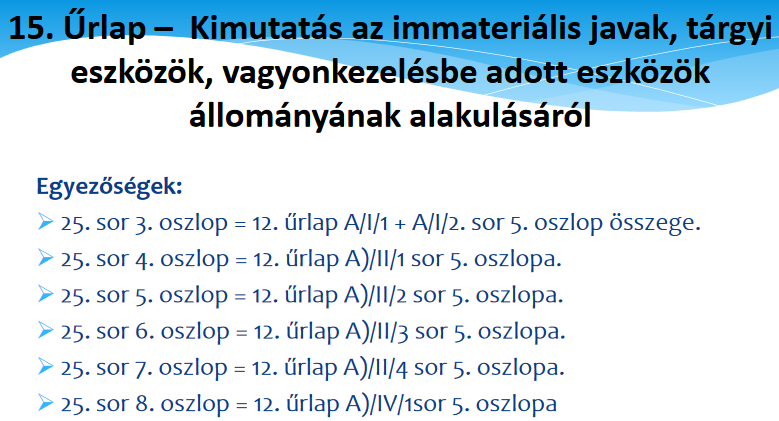 15. Űrlap – Kimutatás az immateriális javak, tárgyi
eszközök, vagyonkezelésbe adott eszközök
állományának alakulásáról
Egyezőségek:
25. sor 3. oszlop = 12. űrlap A/I/1 + A/I/2. sor 5. oszlop összege.
25. sor 4. oszlop = 12. űrlap A)/II/1 sor 5. oszlopa.
25. sor 5. oszlop = 12. űrlap A)/II/2 sor 5. oszlopa.
25. sor 6. oszlop = 12. űrlap A)/II/3 sor 5. oszlopa.
25. sor 7. oszlop = 12. űrlap A)/II/4 sor 5. oszlopa.
25. sor 8. oszlop = 12. űrlap A)/IV/1sor 5. oszlopa